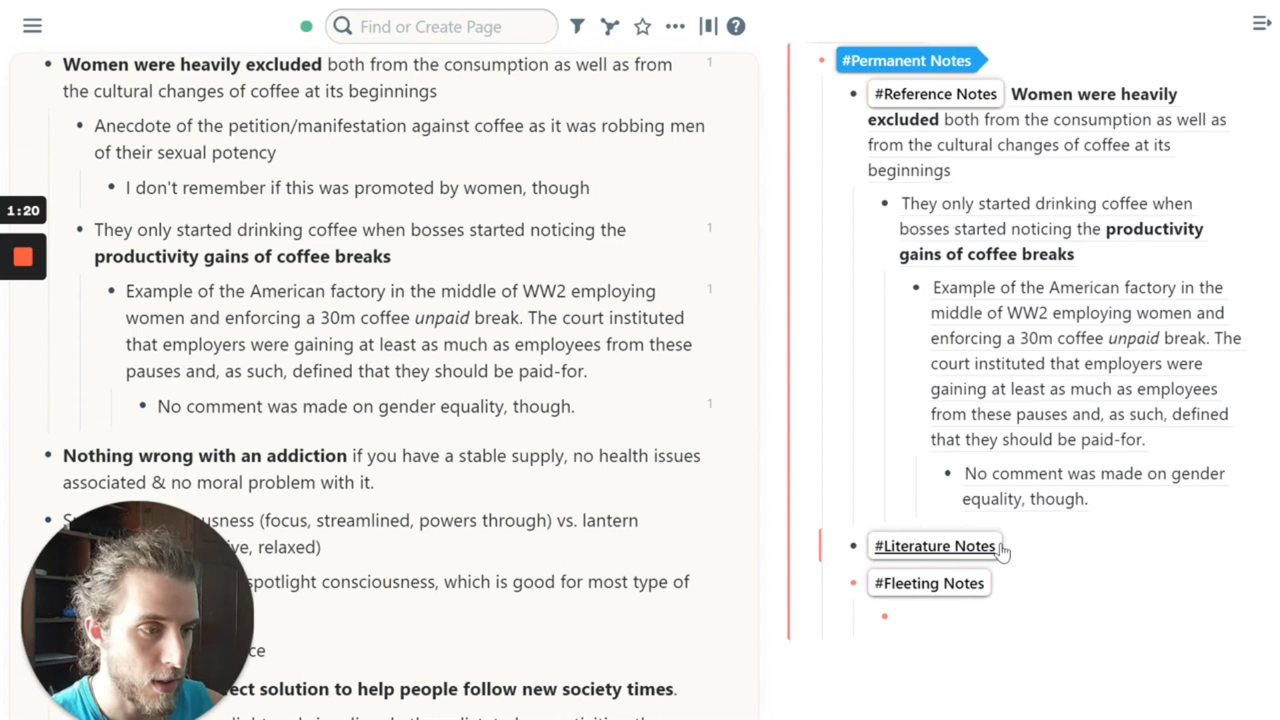 Find or Create Page
Women were heavily excluded both from the consumption as well as from 1
the cultural changes of coffee at its beginnings
Anecdote of the petition/manifestation against coffee as it was robbing men
of their sexual potency
I don't remember if this was promoted by women, though
1:20
They only started drinking coffee when bosses started noticing the 1
productivity gains of coffee breaks
Example of the American factory in the middle of WW2 employing 1
women and enforcing a 30m coffee unpaid break. The court instituted
that employers were gaining at least as much as employees from these
pauses and, as such, defined that they should be paid-for.
No comment was made on gender equality, though. 1
Nothing wrong with an addiction if you have a stable supply, no health issues
associated & no moral problem with it.
(focus, streamlined, powers through) vs. lantern
relaxed)
spotlight consciousness, which is good for most type of
solution to help people follow new society times.
#Permanent Notes
#Reference Notes Women were heavily
excluded both from the consumption as well as
from the cultural changes of coffee at its
beginnings
They only started drinking coffee when
bosses started noticing the productivity
gains of coffee breaks
Example of the American factory in the
middle of WW2 employing women and
enforcing a 30m coffee unpaid break. The
court instituted that employers were
gaining at least as much as employees
from these pauses and, as such, defined
that they should be paid-for.
No comment was made on gender
equality, though.
#Literature Notes
#Fleeting Notes